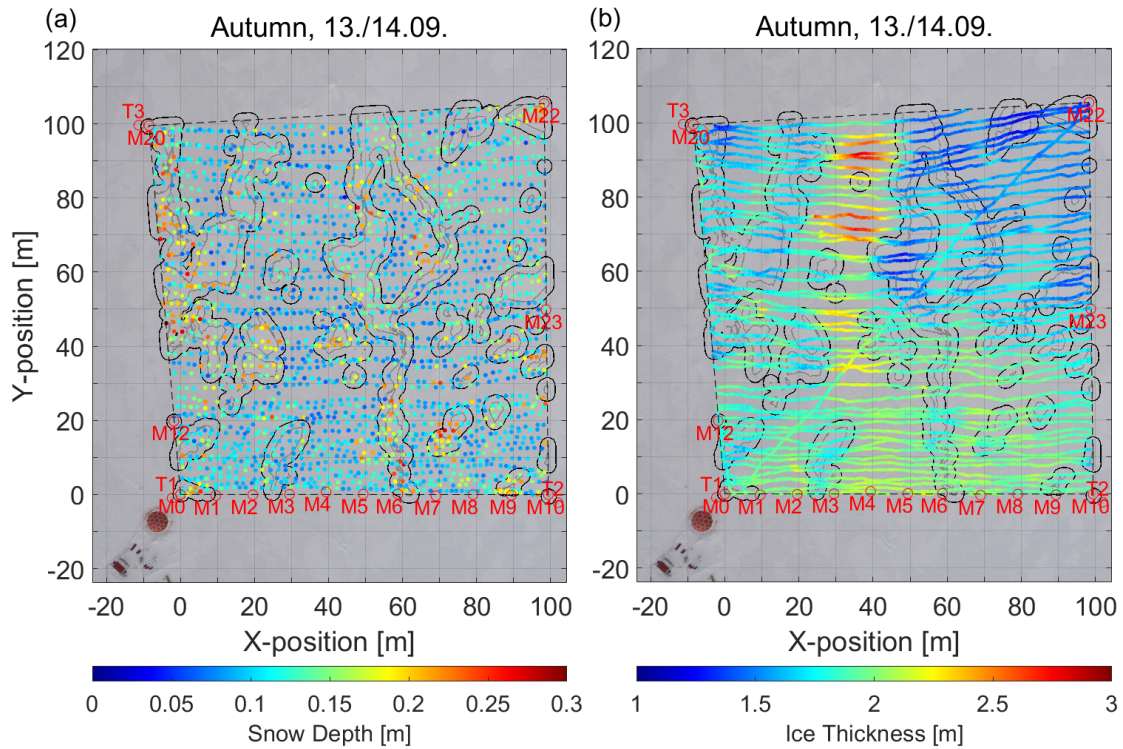 (a)
Autumn, 13./14.09.
120
100
80
60
40
20
0
-20
Y-position [m]
T3
M20
M22
M23
M12
T1
T2
M0 M1 M2 M3 M4 M5 M6 M7 M8 M9 M10
-20 0 20 40 60 80 100
X-position [m]
0 0.05 0.1 0.15 0.2 0.25 0.3
Snow Depth [m]
(b)
Autumn, 13./14.09.
120
100
80
60
40
20
0
-20
T3
M20
M22
M23
M12
T1
T2
M0 M1 M2 M3 M4 M5 M6 M7 M8 M9 M10
-20 0 20 40 60 80 100
X-position [m]
1 1.5 2 2.5 3
Ice Thickness [m]